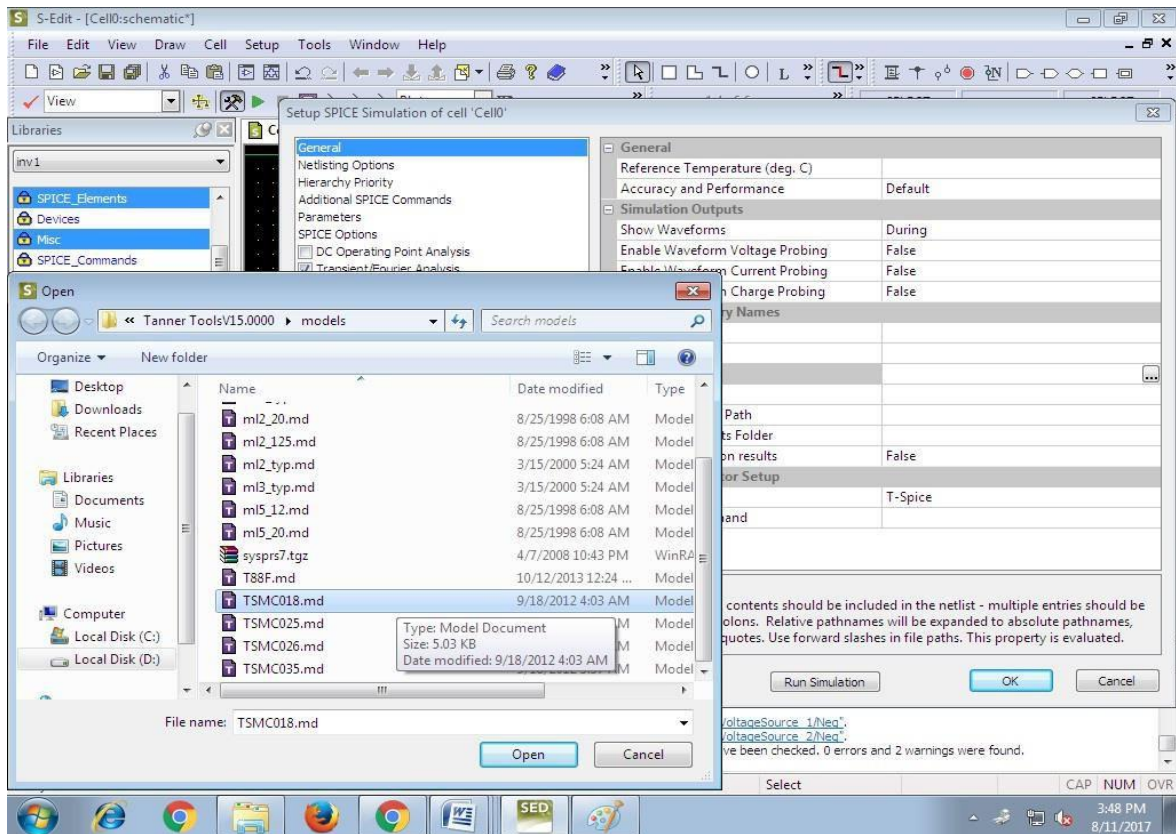 S-Edit - [Cell0:schematic*]
File Edit View Draw Cell Setup Tools Window Help
View
Libraries
inv1
SPICE_Elements
Devices
Misc
SPICE_Commands
Setup SPICE Simulation of cell 'Cell0'
General
Netlisting Options
Hierarchy Priority
Additional SPICE Commands
Parameters
SPICE Options
DC Operating Point Analysis
Transient/Fourier Analysis
General
Reference Temperature (deg. C)
Accuracy and Performance Default
Simulation Outputs
Show Waveforms During
Enable Waveform Voltage Probing False
Enable Waveform Current Probing False
Charge Probing False
ry Names
Path
ts Folder
on results False
tor Setup
T-Spice
and
contents should be included in the netlist - multiple entries should be
olons. Relative pathnames will be expanded to absolute pathnames,
quotes. Use forward slashes in file paths. This property is evaluated.
Run Simulation OK Cancel
Open
« Tanner ToolsV15.0000 models
Search models
Organize New folder
Desktop
Downloads
Recent Places
Libraries
Documents
Music
Pictures
Videos
Computer
Local Disk (C:)
Local Disk (D:)
Name Date modified Type
ml2_20.md 8/25/1998 6:08 AM Model
ml2_125.md 8/25/1998 6:08 AM Model
ml2_typ.md 3/15/2000 5:24 AM Model
ml3_typ.md 3/15/2000 5:24 AM Model
ml5_12.md 8/25/1998 6:08 AM Model
ml5_20.md 8/25/1998 6:08 AM Model
sysprs7.tgz 4/7/2008 10:43 PM WinRA
T88F.md 10/12/2013 12:24 ... Model
TSMC018.md 9/18/2012 4:03 AM Model
TSMC025.md M Model
TSMC026.md M Model
TSMC035.md Model
Type: Model Document
Size: 5.03 KB
Date modified: 9/18/2012 4:03 AM
File name: TSMC018.md
Open Cancel
VoltageSource_1/Neg".
VoltageSource_2/Neg".
ve been checked. 0 errors and 2 warnings were found.
Select CAP NUM OVR
SED
3:48 PM
8/11/2017